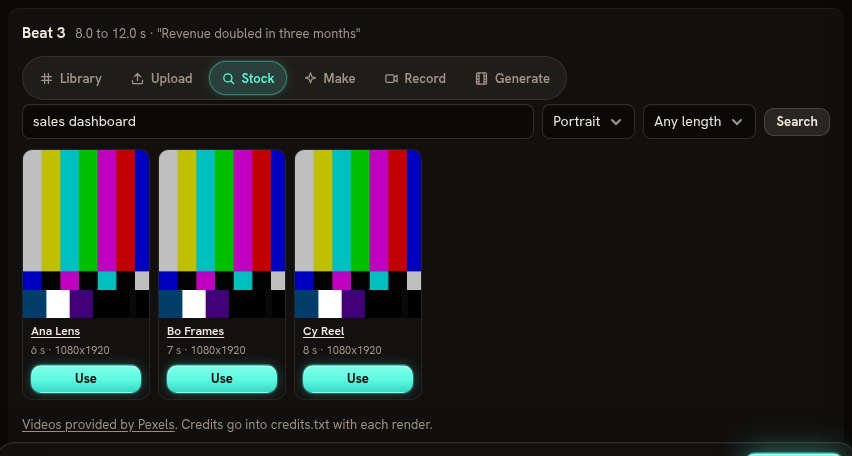 Beat 3 8.0 to 12.0 s · "Revenue doubled in three months"
Library Upload Stock Make Record Generate
sales dashboard Portrait Any length Search
Ana Lens Bo Frames Cy Reel
6 s · 1080x1920 7 s · 1080x1920 8 s · 1080x1920
Use Use Use
Videos provided by Pexels. Credits go into credits.txt with each render.